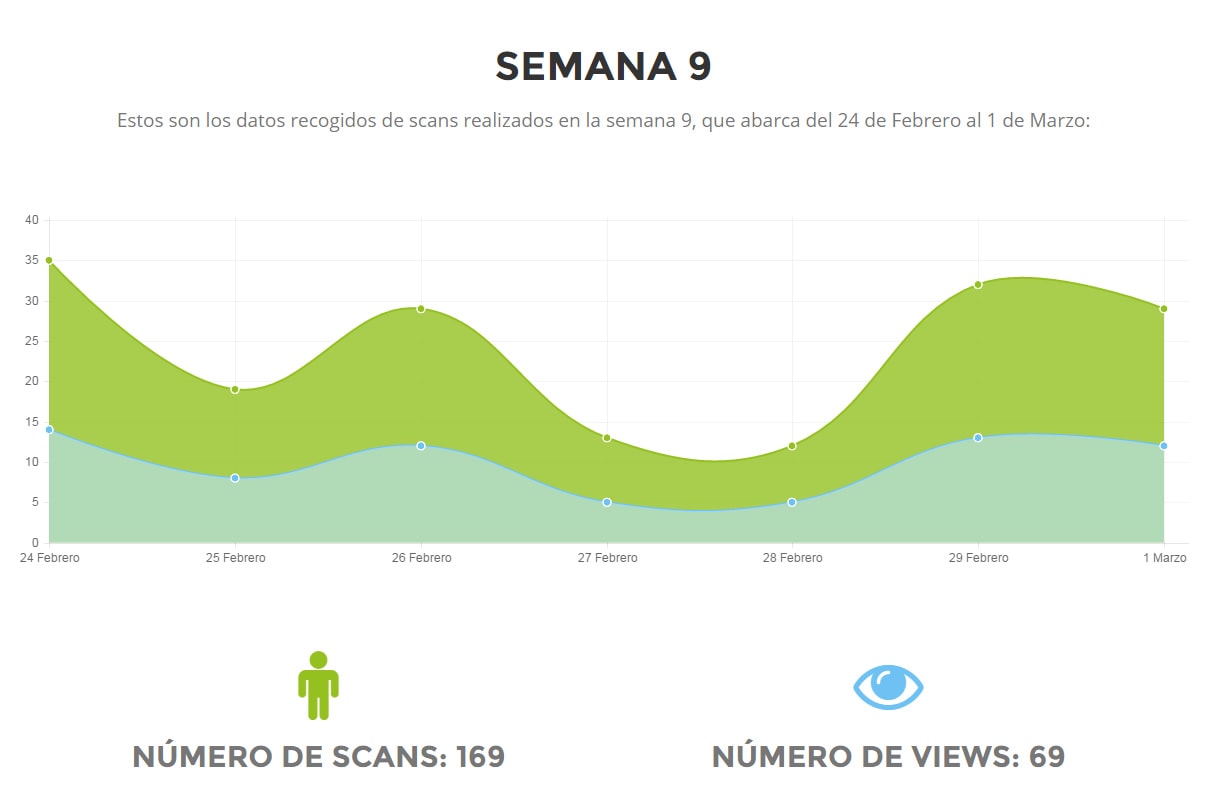 SEMANA 9
Estos son los datos recogidos de scans realizados en la semana 9, que abarca del 24 de Febrero al 1 de Marzo:
40
35
30
25
20
15
10
5
0
24 Febrero 25 Febrero 26 Febrero 27 Febrero 28 Febrero 29 Febrero 1 Marzo
NÚMERO DE SCANS: 169 NÚMERO DE VIEWS: 69